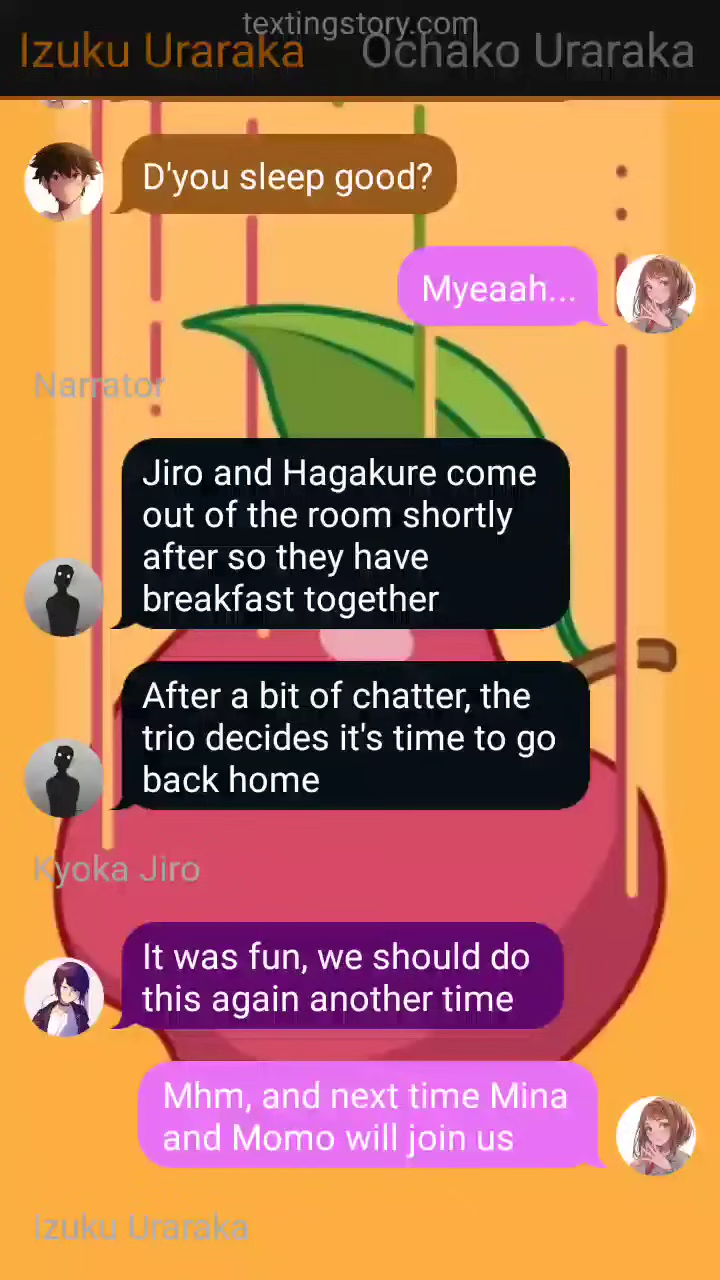 textingstory.com
Izuku Uraraka Ochako Uraraka
D'you sleep good?
Myeaah...
Narrator
Jiro and Hagakure come
out of the room shortly
after so they have
breakfast together
After a bit of chatter, the
trio decides it's time to go
back home
Kyoka Jiro
It was fun, we should do
this again another time
Mhm, and next time Mina
and Momo will join us
Izuku Uraraka